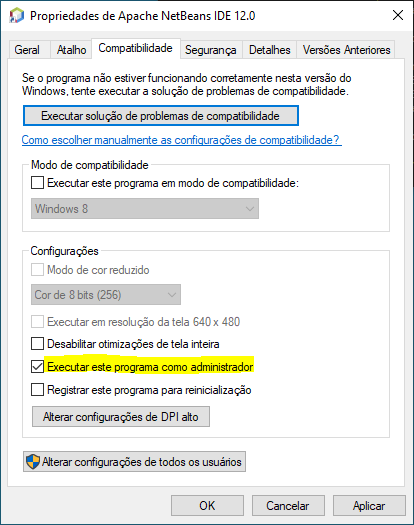 Propriedades de Apache NetBeans IDE 12.0
Geral Atalho Compatibilidade Segurança Detalhes Versões Anteriores
Se o programa não estiver funcionando corretamente nesta versão do
Windows, tente executar a solução de problemas de compatibilidade.
Executar solução de problemas de compatibilidade
Como escolher manualmente as configurações de compatibilidade?
Modo de compatibilidade
Executar este programa em modo de compatibilidade:
Windows 8
Configurações
Modo de cor reduzido
Cor de 8 bits (256)
Executar em resolução da tela 640 x 480
Desabilitar otimizações de tela inteira
Executar este programa como administrador
Registrar este programa para reinicialização
Alterar configurações de DPI alto
Alterar configurações de todos os usuários
OK Cancelar Aplicar